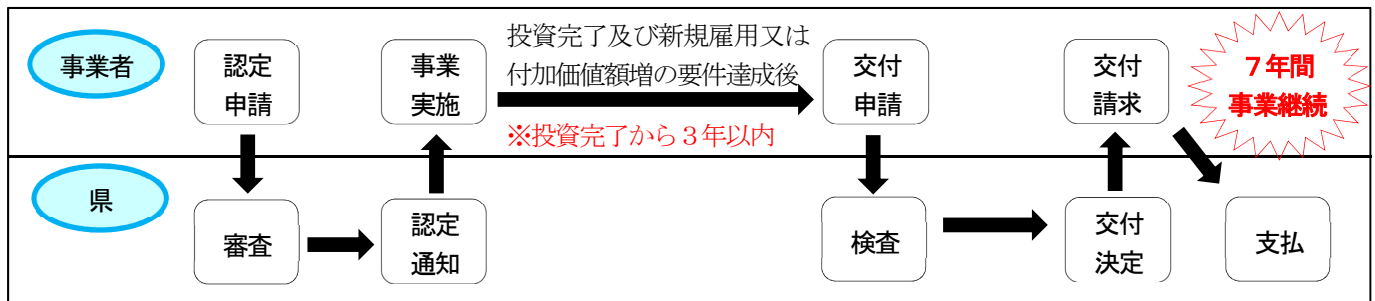 事業者
認定
申請
事業
実施
投資完了及び新規雇用又は
付加価値額増の要件達成後
※投資完了から３年以内
交付
申請
交付
請求
７年間
事業継続
県
審査
認定
通知
検査
交付
決定
支払